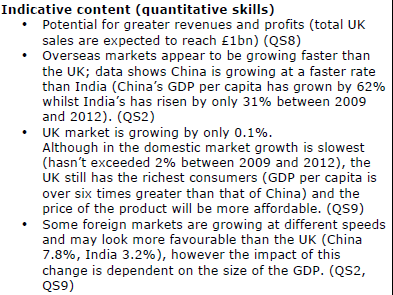 Indicative content (quantitative skills)
• Potential for greater revenues and profits (total UK
sales are expected to reach £1bn) (QS8)
• Overseas markets appear to be growing faster than
the UK; data shows China is growing at a faster rate
than India (China’s GDP per capita has grown by 62%
whilst India’s has risen by only 31% between 2009
and 2012). (QS2)
• UK market is growing by only 0.1%.
Although in the domestic market growth is slowest
(hasn’t exceeded 2% between 2009 and 2012), the
UK still has the richest consumers (GDP per capita is
over six times greater than that of China) and the
price of the product will be more affordable. (QS9)
• Some foreign markets are growing at different speeds
and may look more favourable than the UK (China
7.8%, India 3.2%), however the impact of this
change is dependent on the size of the GDP. (QS2,
QS9)